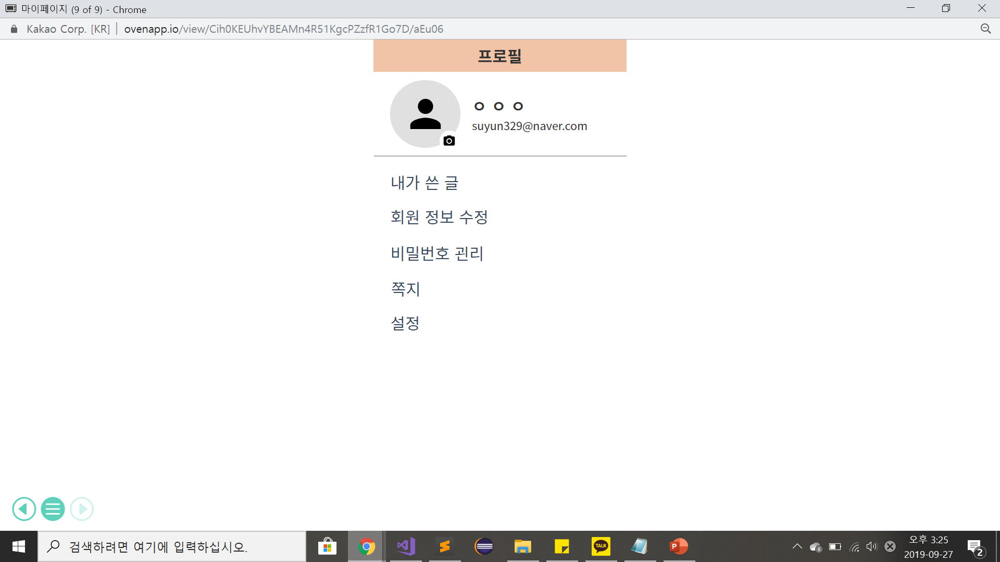 마이페이지 (9 of 9) - Chrome
Kakao Corp. [KR] | ovenapp.io/view/Cih0KEUhvYBEAMn4R51KgcPZzfR1Go7D/aEu06
프로필
ㅇ ㅇ ㅇ
suyun329@naver.com
내가 쓴 글
회원 정보 수정
비밀번호 괸리
쪽지
설정
검색하려면 여기에 입력하십시오.
TALK
P
오후 3:25
2019-09-27
2